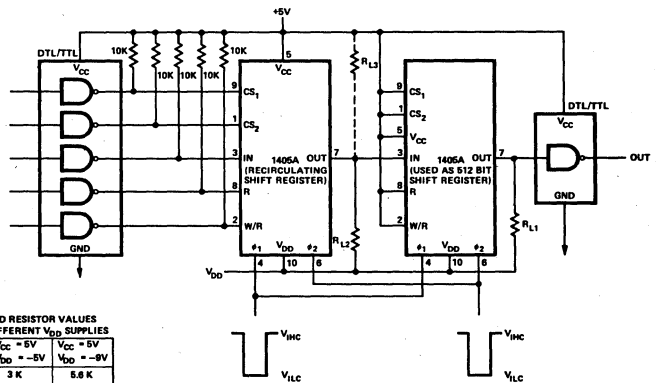 +5V
10K
10K
10K
10K
10K
DTL/TTL
VCC
GND
5
VCC
9 CS1
1 CS2
3 IN
8 R
2 W/R
1405A OUT 7
(RECIRCULATING
SHIFT REGISTER)
φ1 VDD φ2
4 10 6
RL3
RL2
VDD
9 CS1
1 CS2
5 VCC
3 IN
8 R
2 W/R
1405A OUT 7
(USED AS 512 BIT
SHIFT REGISTER)
φ1 VDD φ2
4 10 6
RL1
DTL/TTL
VCC
GND
OUT
VIHC
VILC
VIHC
VILC
D RESISTOR VALUES
FFERENT VDD SUPPLIES
VCC = 5V VCC = 5V
VDD = -5V VDD = -9V
3 K 5.6 K